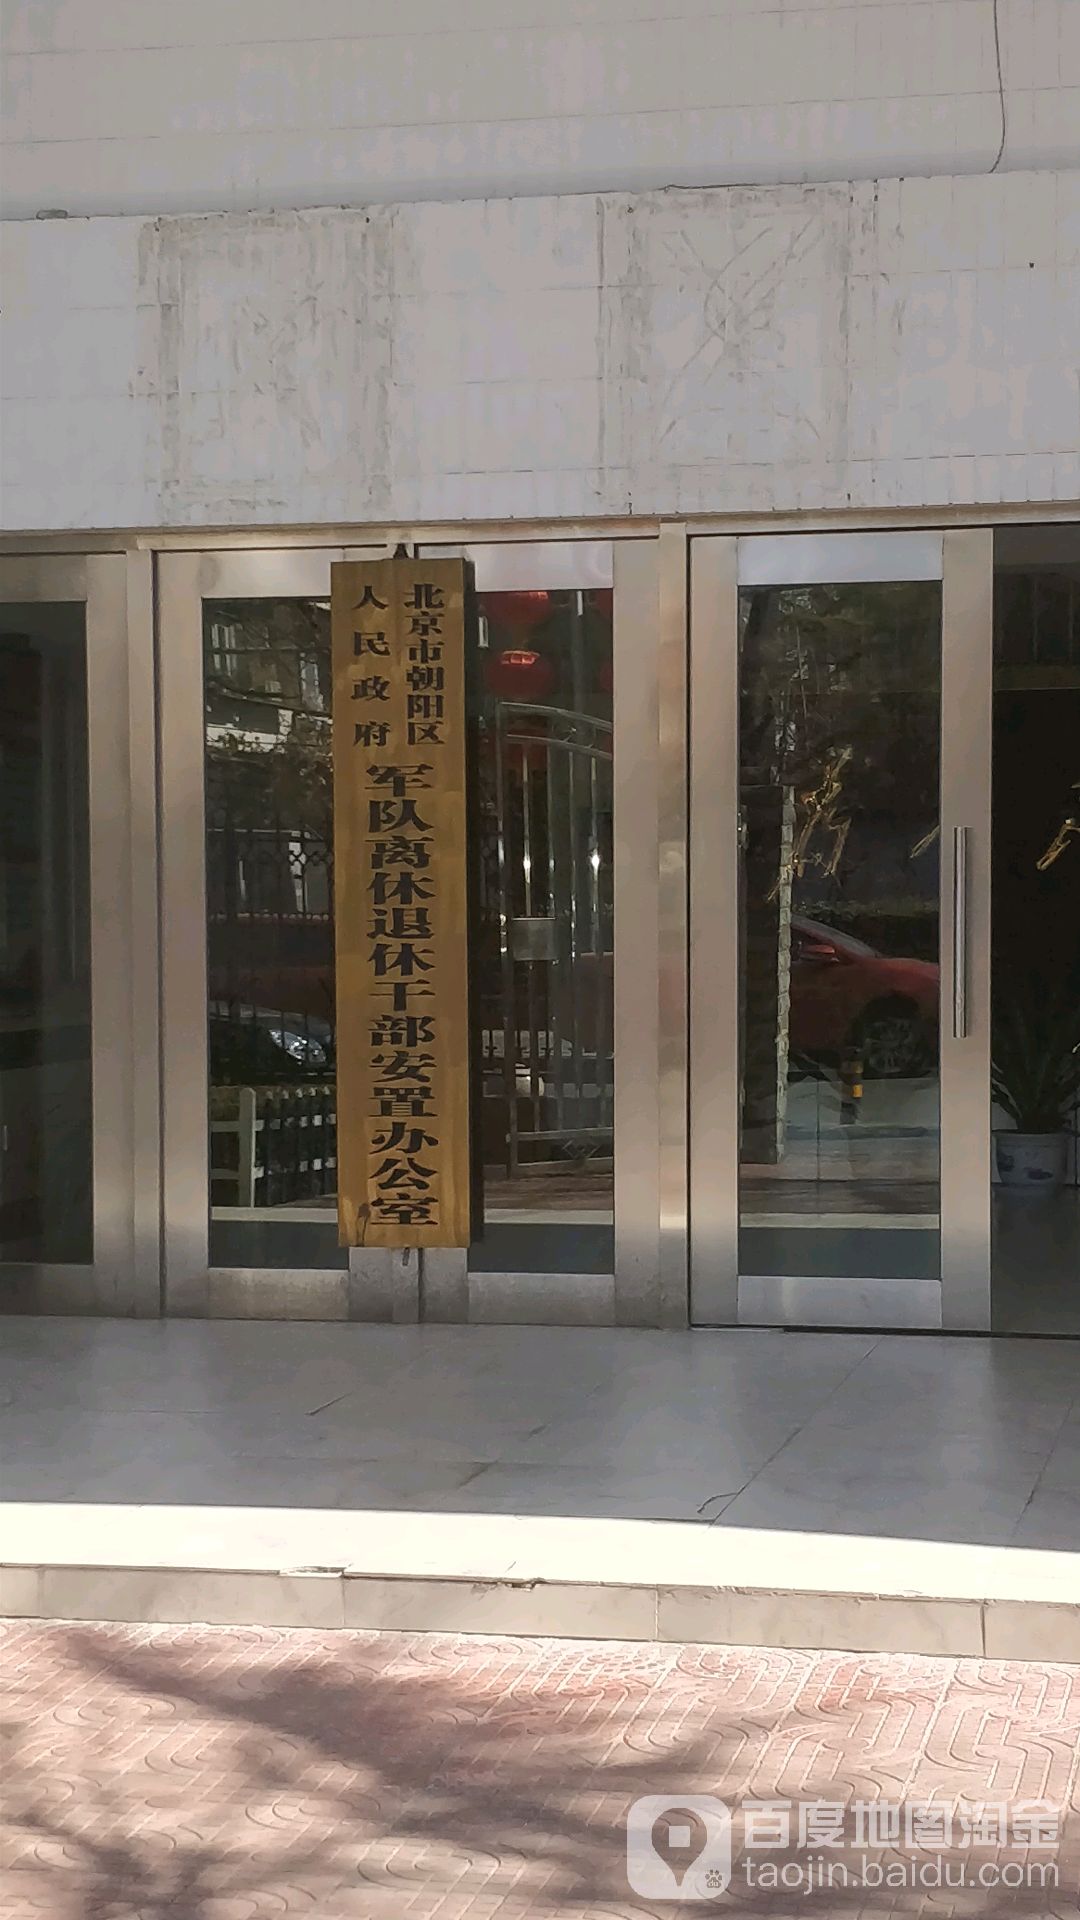 北京市朝阳区
人民政府
军队离休退休干部安置办公室
百度地图淘金
taojin.baidu.com